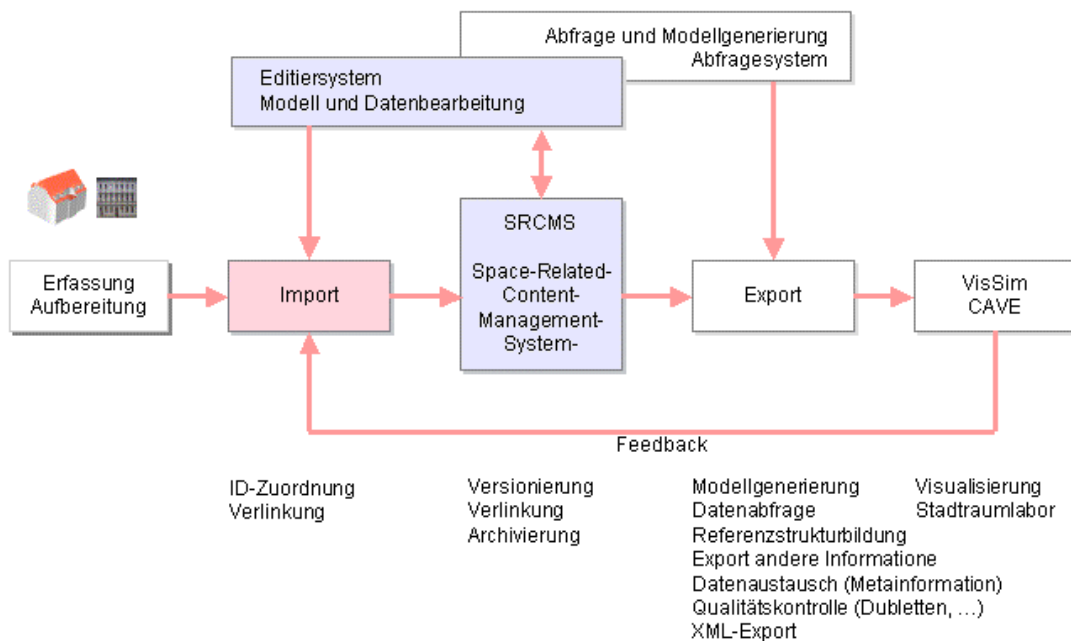 Abfrage und Modellgenerierung
Abfragesystem
Editiersystem
Modell und Datenbearbeitung
Erfassung
Aufbereitung
Import
SRCMS
Space-Related-
Content-
Management-
System-
Export
VisSim
CAVE
Feedback
ID-Zuordnung
Verlinkung
Versionierung
Verlinkung
Archivierung
Modellgenerierung
Datenabfrage
Referenzstrukturbildung
Export andere Informatione
Datenaustausch (Metainformation)
Qualitätskontrolle (Dubletten, ...)
XML-Export
Visualisierung
Stadtraumlabor